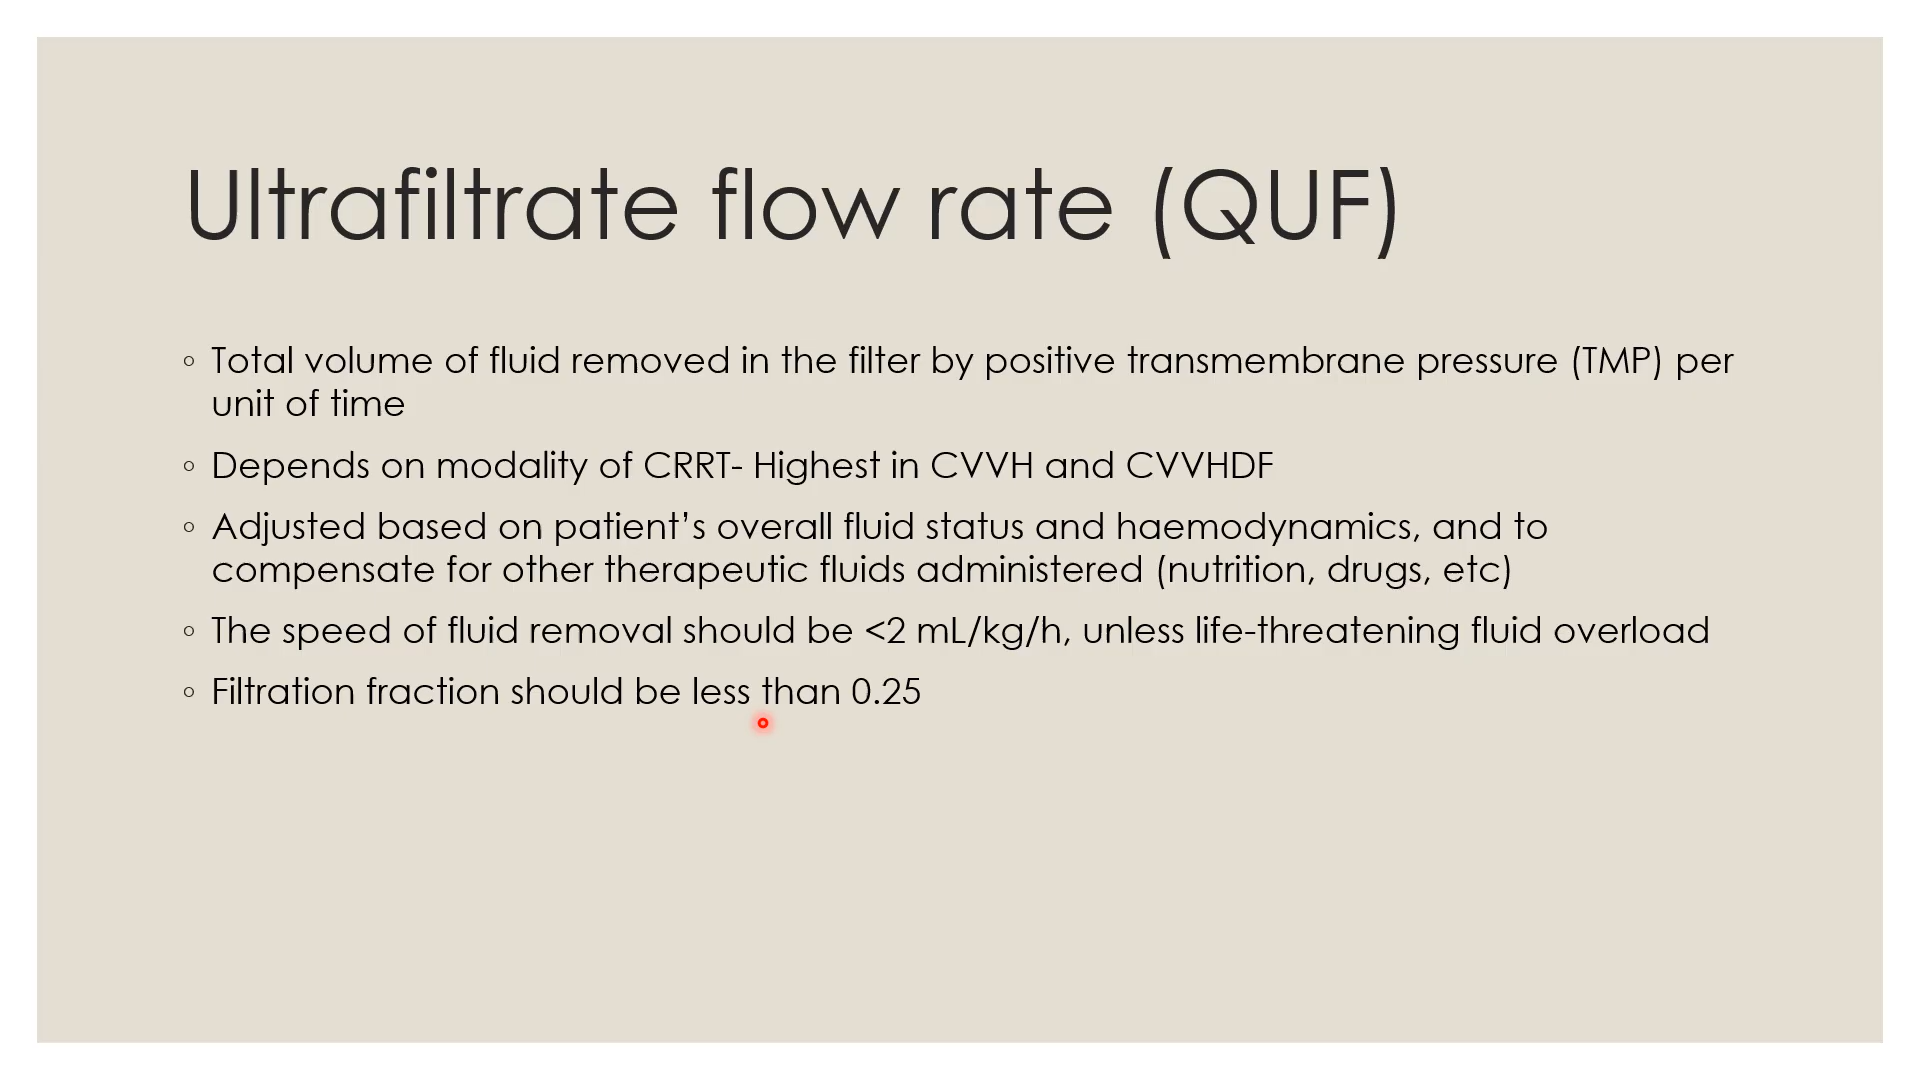 Ultrafiltrate flow rate (QUF)
◦ Total volume of fluid removed in the filter by positive transmembrane pressure (TMP) per
unit of time
◦ Depends on modality of CRRT- Highest in CVVH and CVVHDF
◦ Adjusted based on patient’s overall fluid status and haemodynamics, and to
compensate for other therapeutic fluids administered (nutrition, drugs, etc)
◦ The speed of fluid removal should be <2 mL/kg/h, unless life-threatening fluid overload
◦ Filtration fraction should be less than 0.25